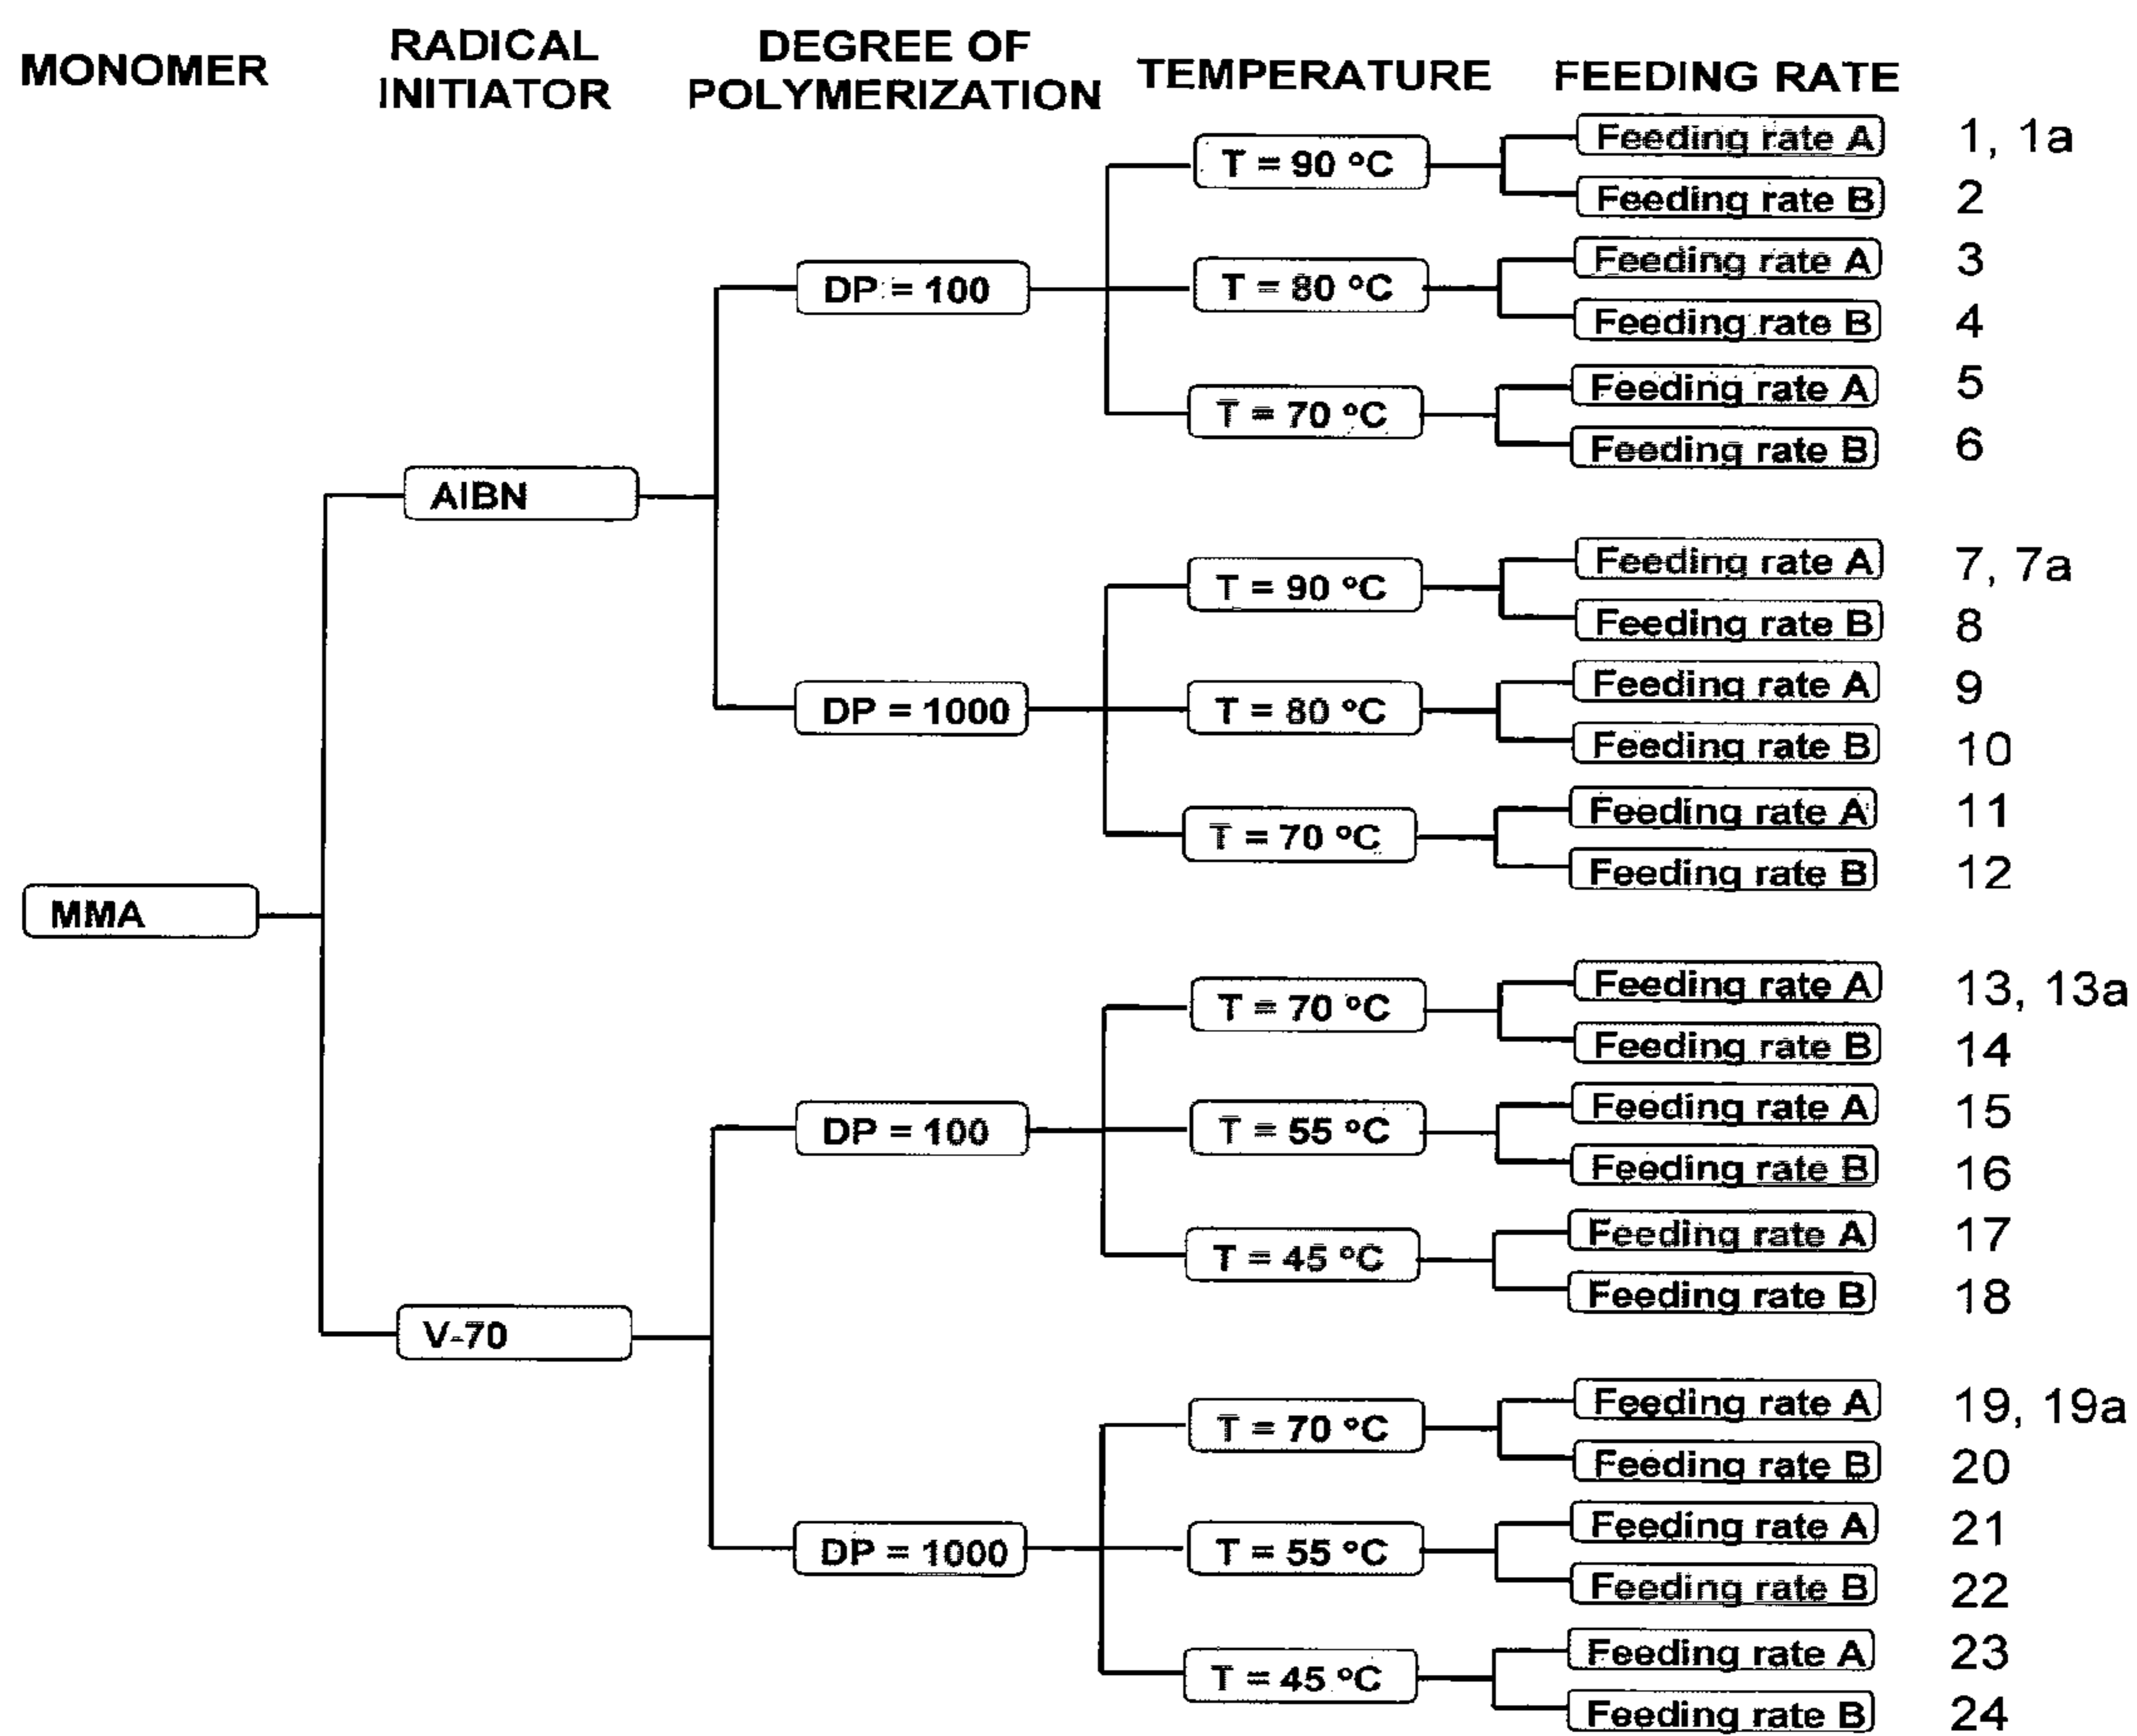 MONOMER
RADICAL
INITIATOR
DEGREE OF
POLYMERIZATION
TEMPERATURE
FEEDING RATE
MMA
AIBN
DP = 100
T = 90 °C
Feeding rate A 1, 1a
Feeding rate B 2
T = 80 °C
Feeding rate A 3
Feeding rate B 4
T = 70 °C
Feeding rate A 5
Feeding rate B 6
DP = 1000
T = 90 °C
Feeding rate A 7, 7a
Feeding rate B 8
T = 80 °C
Feeding rate A 9
Feeding rate B 10
T = 70 °C
Feeding rate A 11
Feeding rate B 12
V-70
DP = 100
T = 70 °C
Feeding rate A 13, 13a
Feeding rate B 14
T = 55 °C
Feeding rate A 15
Feeding rate B 16
T = 45 °C
Feeding rate A 17
Feeding rate B 18
DP = 1000
T = 70 °C
Feeding rate A 19, 19a
Feeding rate B 20
T = 55 °C
Feeding rate A 21
Feeding rate B 22
T = 45 °C
Feeding rate A 23
Feeding rate B 24